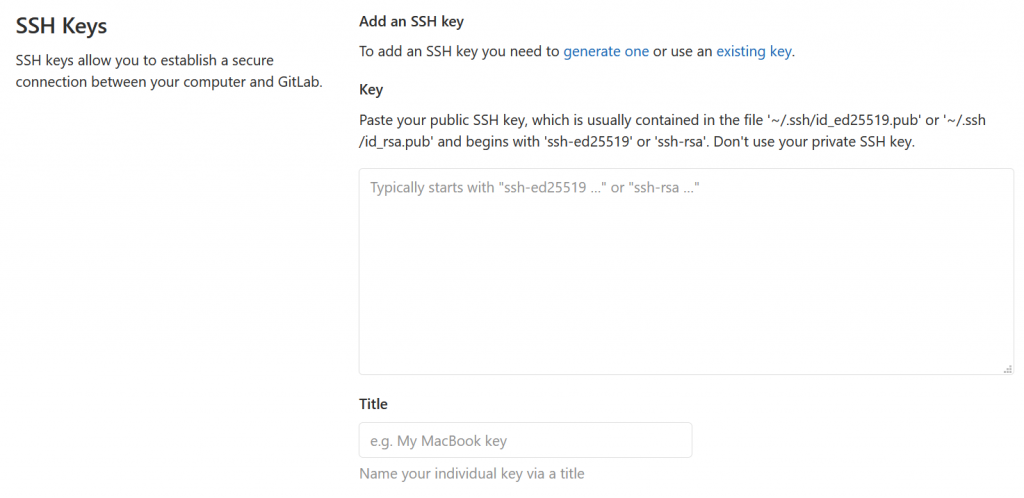 SSH Keys
SSH keys allow you to establish a secure
connection between your computer and GitLab.
Add an SSH key
To add an SSH key you need to generate one or use an existing key.
Key
Paste your public SSH key, which is usually contained in the file '~/.ssh/id_ed25519.pub' or '~/.ssh
/id_rsa.pub' and begins with 'ssh-ed25519' or 'ssh-rsa'. Don't use your private SSH key.
Typically starts with "ssh-ed25519 ..." or "ssh-rsa ..."
Title
e.g. My MacBook key
Name your individual key via a title